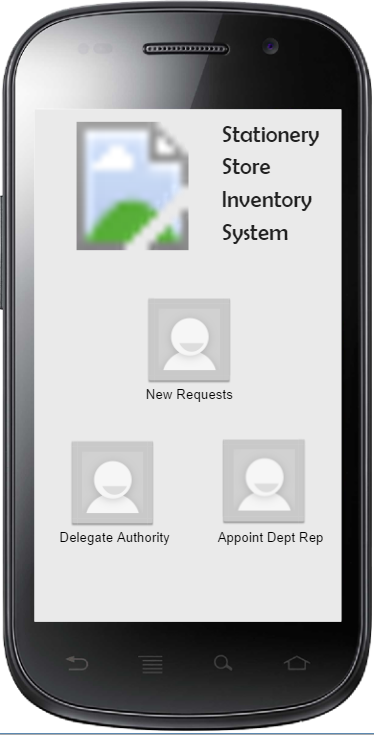 Stationery
Store
Inventory
System
New Requests
Delegate Authority
Appoint Dept Rep